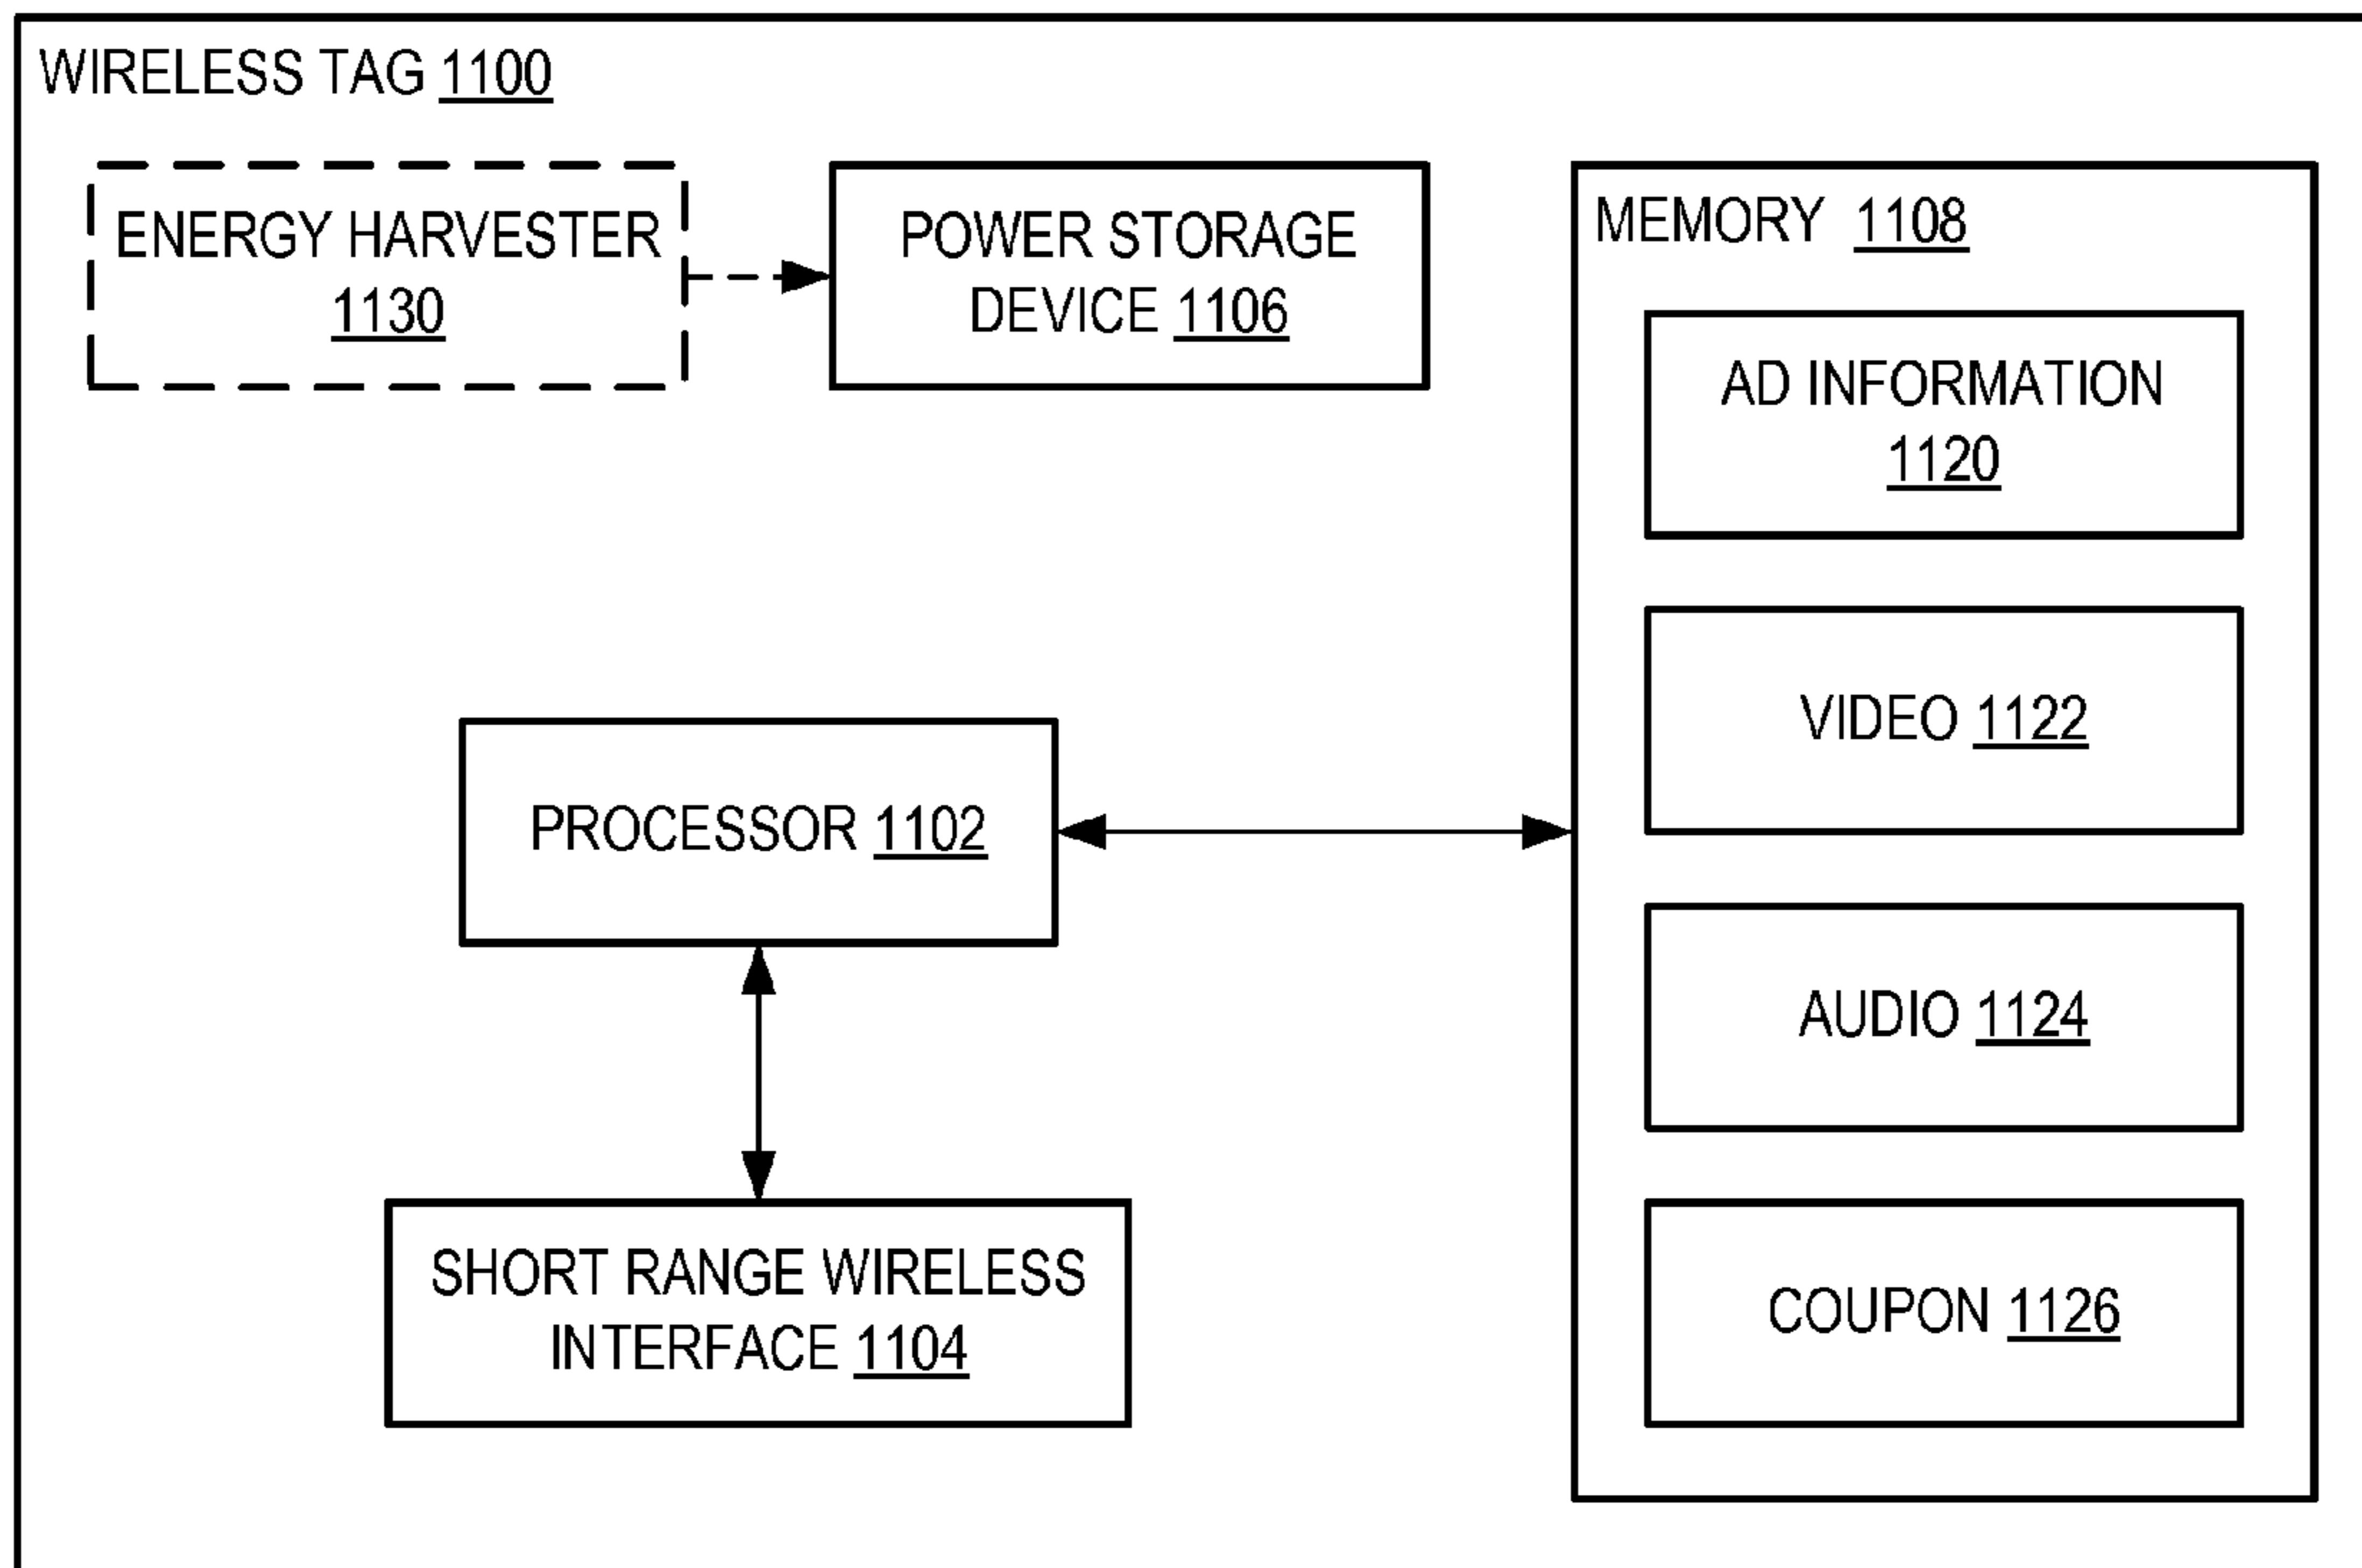 WIRELESS TAG 1100
ENERGY HARVESTER
1130
POWER STORAGE
DEVICE 1106
MEMORY 1108
AD INFORMATION
1120
VIDEO 1122
PROCESSOR 1102
AUDIO 1124
SHORT RANGE WIRELESS
INTERFACE 1104
COUPON 1126